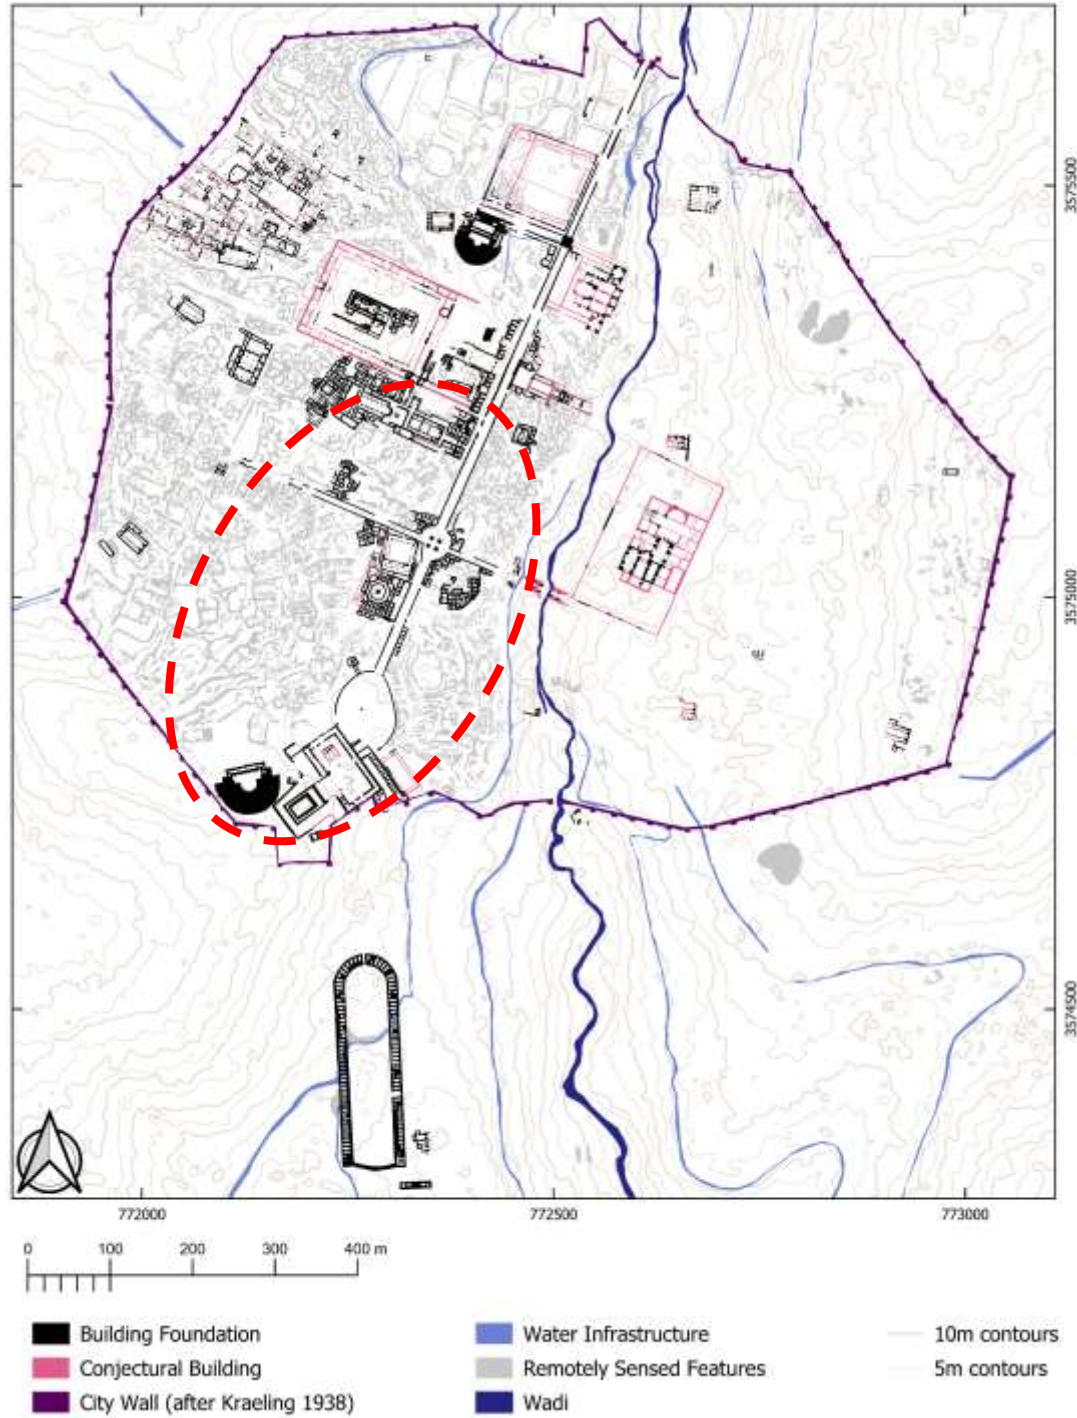 3575500
3575000
3574500
772000
772500
773000
0 100 200 300 400 m
Building Foundation
Conjectural Building
City Wall (after Kraeling 1938)
Water Infrastructure
Remotely Sensed Features
Wadi
10m contours
5m contours